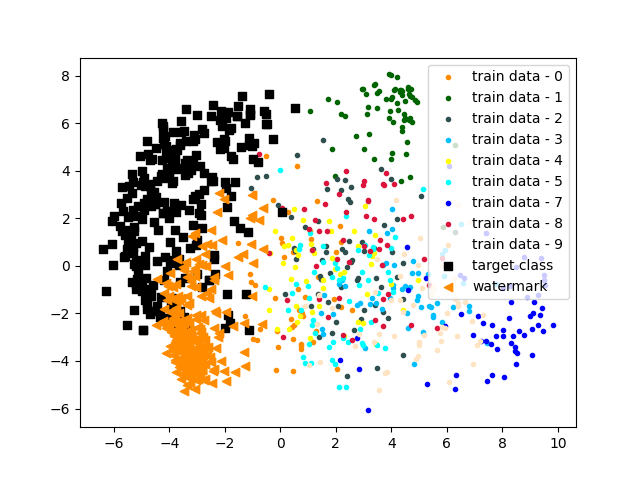 8
6
4
2
0
−2
−4
−6
−6
−4
−2
0
2
4
6
8
10
train data - 0
train data - 1
train data - 2
train data - 3
train data - 4
train data - 5
train data - 7
train data - 8
train data - 9
target class
watermark